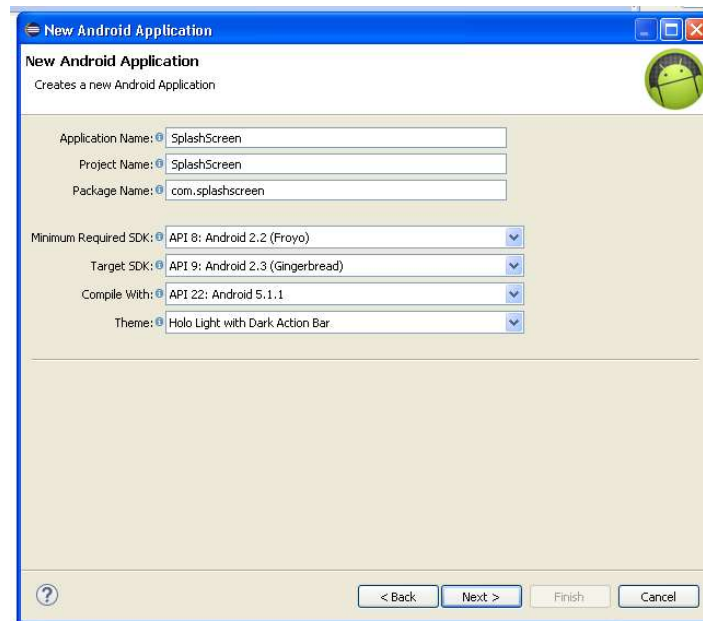 New Android Application
New Android Application
Creates a new Android Application
Application Name: SplashScreen
Project Name: SplashScreen
Package Name: com.splashscreen
Minimum Required SDK: API 8: Android 2.2 (Froyo)
Target SDK: API 9: Android 2.3 (Gingerbread)
Compile With: API 22: Android 5.1.1
Theme: Holo Light with Dark Action Bar
? < Back Next > Finish Cancel